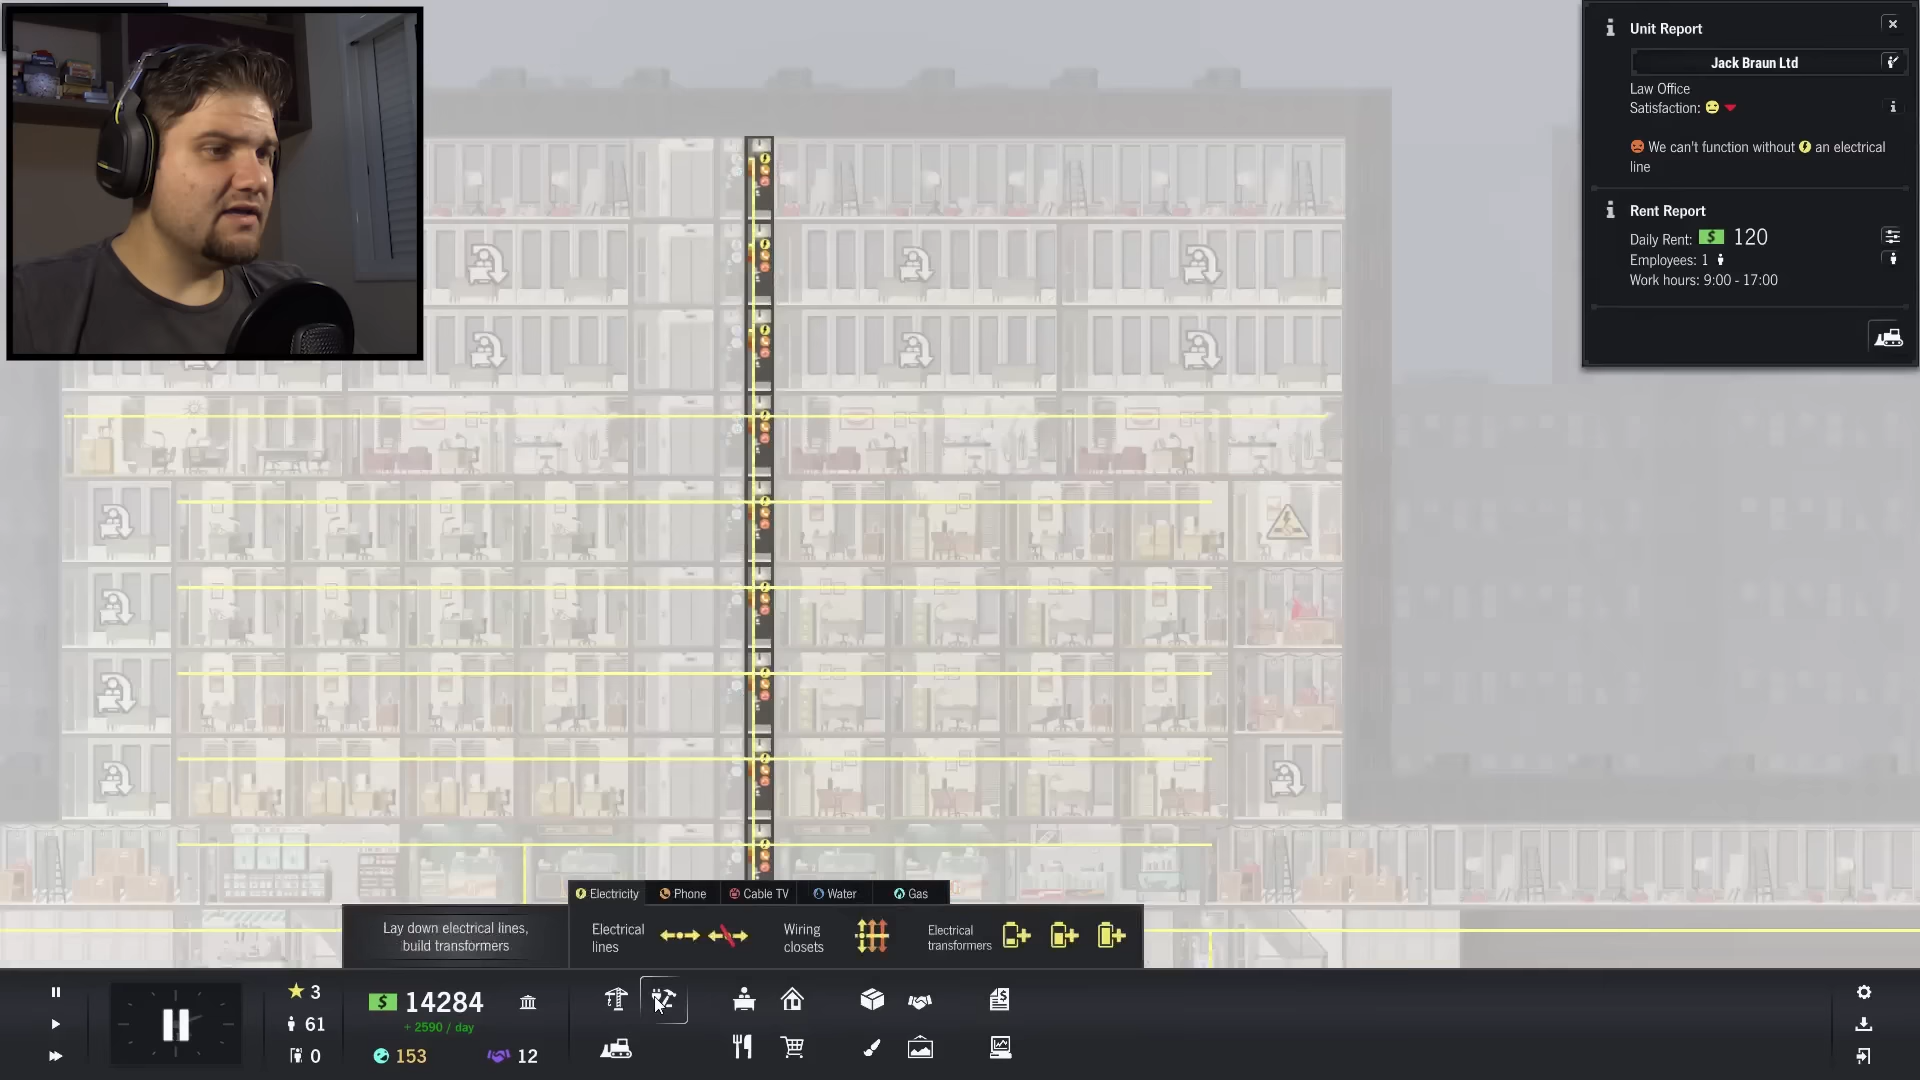 Unit Report
Jack Braun Ltd
Law Office
Satisfaction:
We can't function without an electrical
line
Rent Report
Daily Rent: $ 120
Employees: 1
Work hours: 9:00 - 17:00
Electricity
Phone
Cable TV
Water
Gas
Lay down electrical lines,
build transformers
Electrical
lines
Wiring
closets
Electrical
transformers
3
$ 14284
61
+ 2590 / day
0
153
12